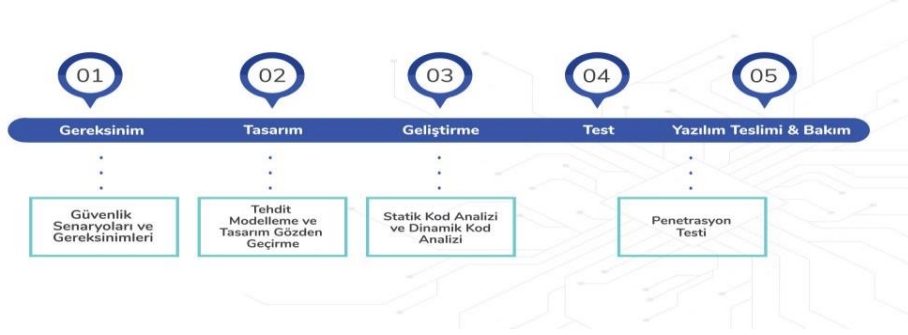 01
02
03
04
05
Gereksinim
Tasarım
Geliştirme
Test
Yazılım Teslimi & Bakım
Güvenlik
Senaryoları ve
Gereksinimleri
Tehdit
Modelleme ve
Tasarım Gözden
Geçirme
Statik Kod Analizi
ve Dinamik Kod
Analizi
Penetrasyon
Testi